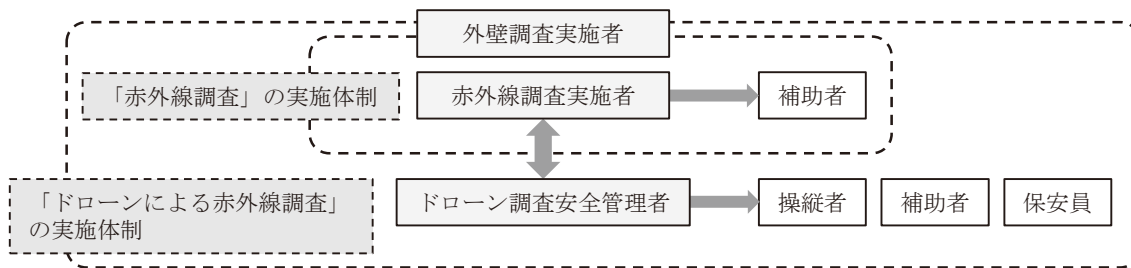 外壁調査実施者
「赤外線調査」の実施体制
赤外線調査実施者
補助者
「ドローンによる赤外線調査」
の実施体制
ドローン調査安全管理者
操縦者
補助者
保安員